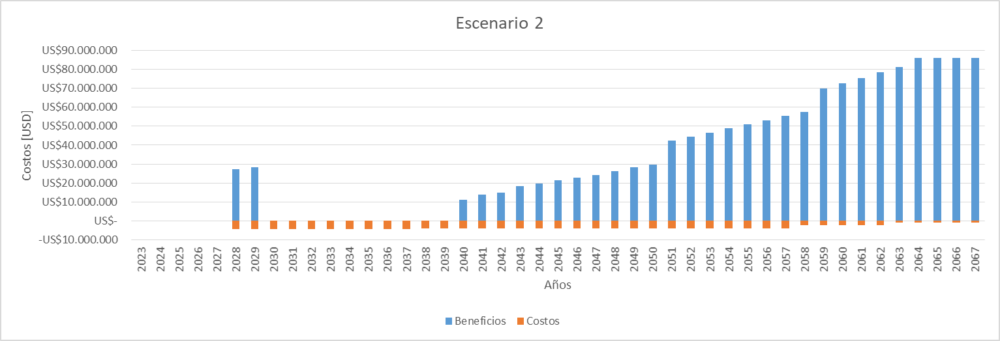 Escenario 2
US$90.000.000
US$80.000.000
US$70.000.000
US$60.000.000
US$50.000.000
US$40.000.000
US$30.000.000
US$20.000.000
US$10.000.000
US$-
-US$10.000.000
Costos [USD]
2023 2024 2025 2026 2027 2028 2029 2030 2031 2032 2033 2034 2035 2036 2037 2038 2039 2040 2041 2042 2043 2044 2045 2046 2047 2048 2049 2050 2051 2052 2053 2054 2055 2056 2057 2058 2059 2060 2061 2062 2063 2064 2065 2066 2067
Años
Beneficios Costos